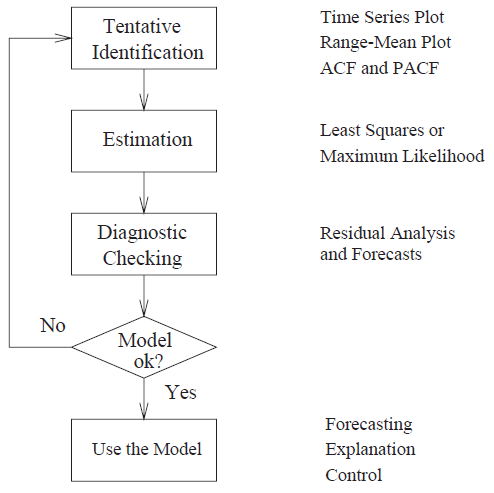 Tentative
Identification
Time Series Plot
Range-Mean Plot
ACF and PACF
Estimation
Least Squares or
Maximum Likelihood
Diagnostic
Checking
Residual Analysis
and Forecasts
No
Model
ok?
Yes
Use the Model
Forecasting
Explanation
Control